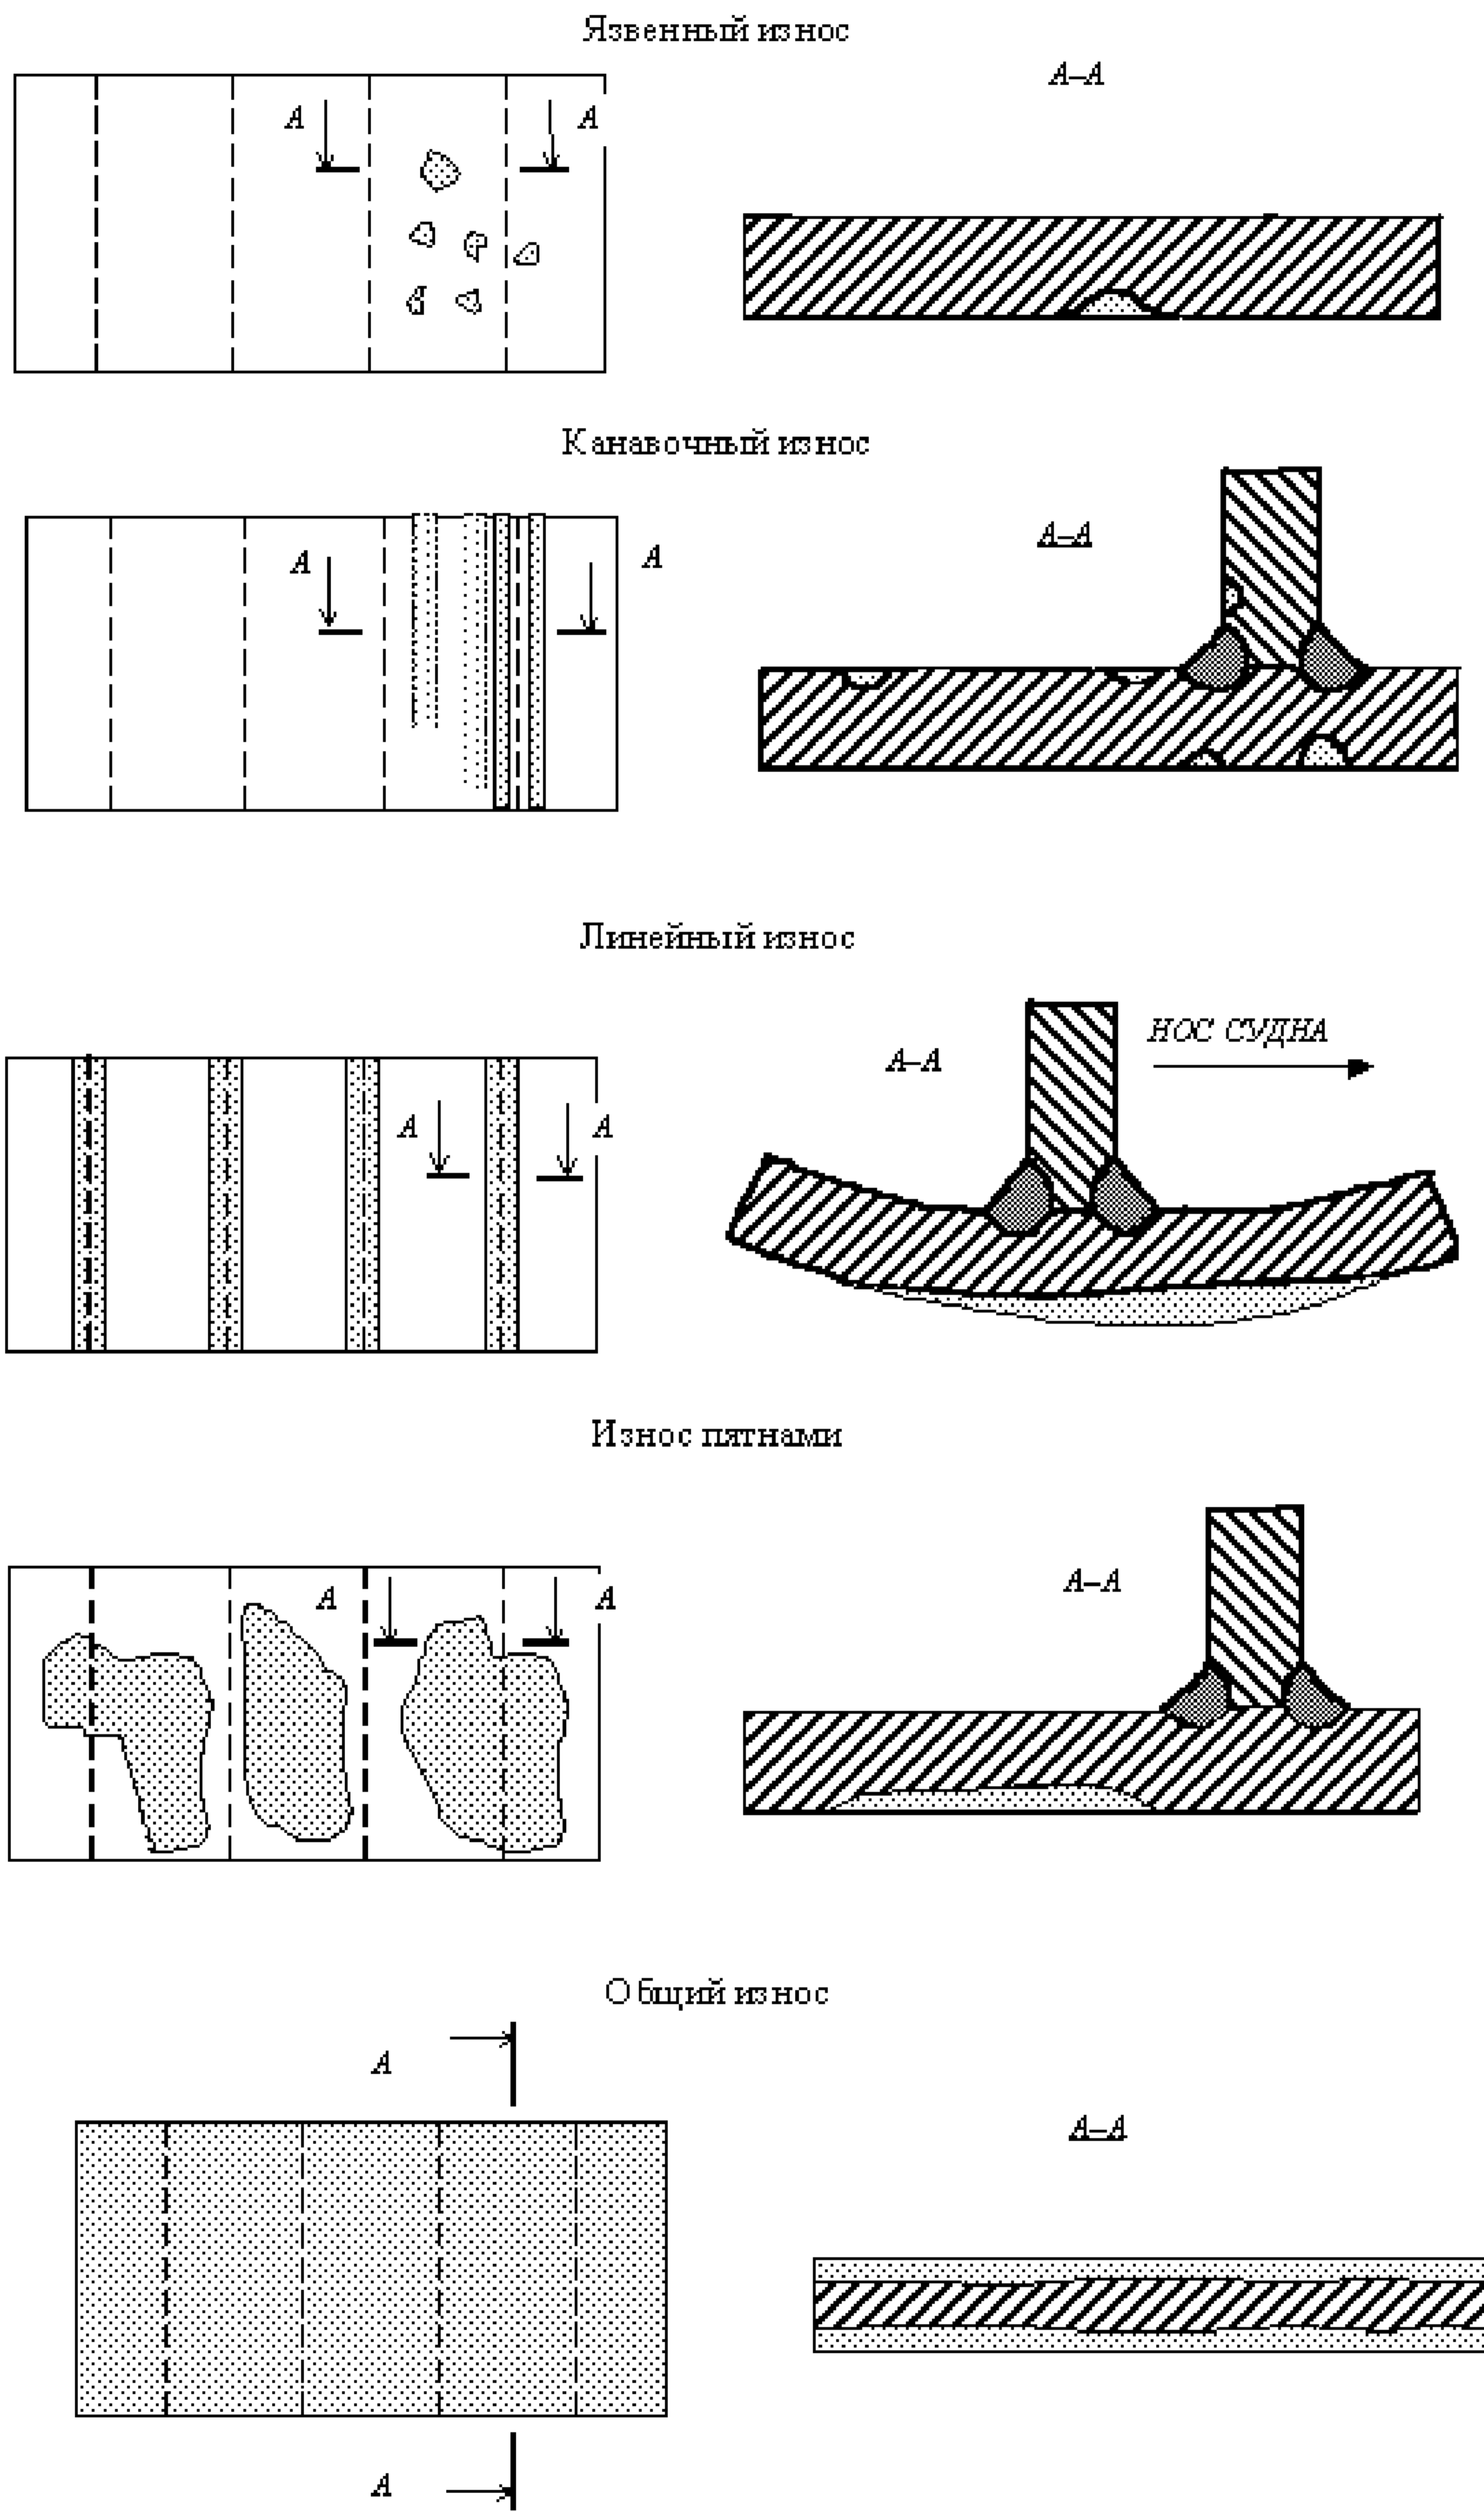 Язвенный износ
А–А
А А
Канавочный износ
А–А
А А
Линейный износ
НОС СУДНА
А–А
А А
Износ пятнами
А–А
А А
Общий износ
А
А–А
А